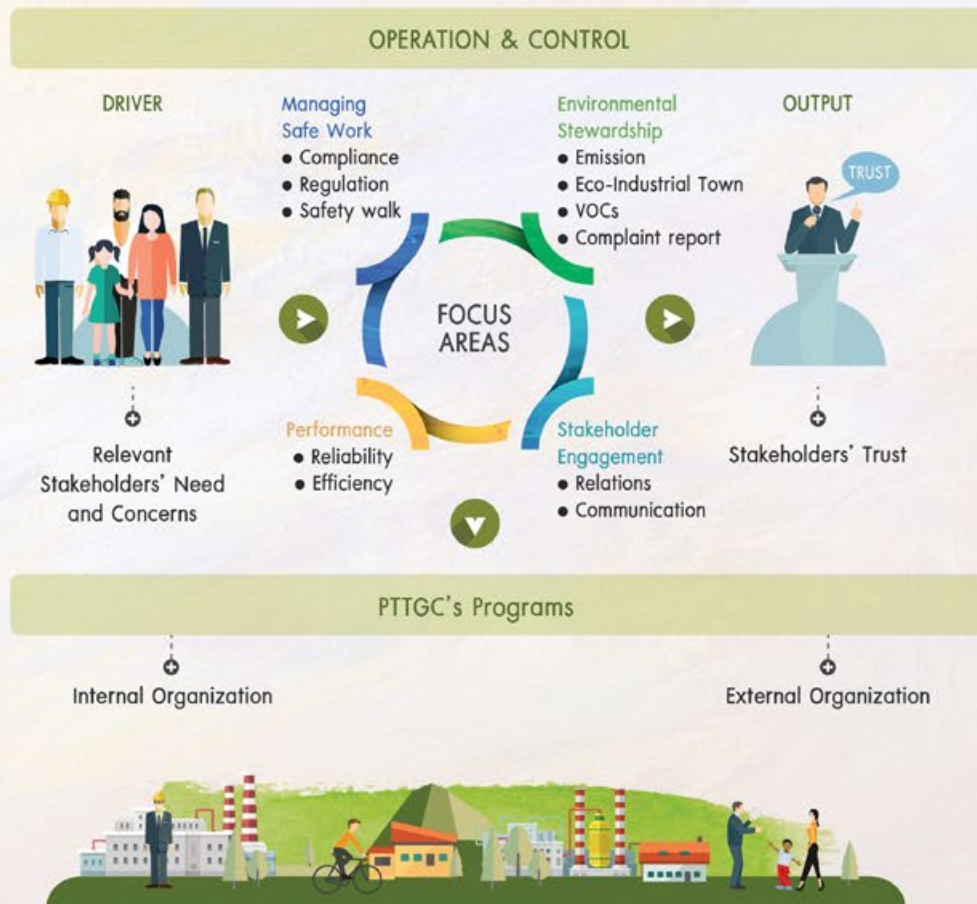 OPERATION & CONTROL
DRIVER
Managing
Safe Work
• Compliance
• Regulation
• Safety walk
Environmental
Stewardship
• Emission
• Eco-Industrial Town
• VOCs
• Complaint report
OUTPUT
TRUST
FOCUS
AREAS
Relevant
Stakeholders' Need
and Concerns
Performance
• Reliability
• Efficiency
Stakeholder
Engagement
• Relations
• Communication
Stakeholders' Trust
PTTGC's Programs
Internal Organization
External Organization